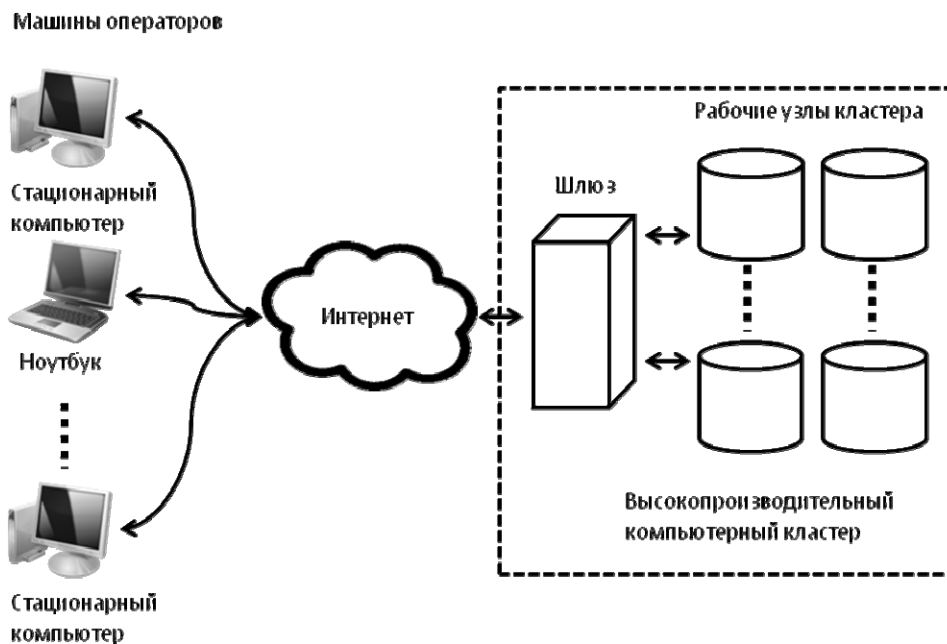 Машины операторов
Стационарный
компьютер
Ноутбук
Стационарный
компьютер
Интернет
Шлюз
Рабочие узлы кластера
Высокопроизводительный
компьютерный кластер